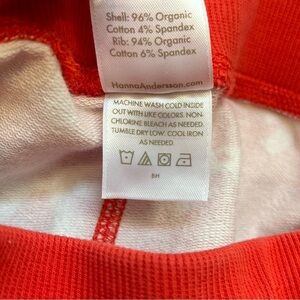 Shell: 96% Organic
Cotton 4% Spandex
Rib: 94% Organic
Cotton 6% Spandex
HannaAndersson.com
MACHINE WASH COLD INSIDE
OUT WITH LIKE COLORS. NON-
CHLORINE BLEACH AS NEEDED.
TUMBLE DRY LOW. COOL IRON
AS NEEDED.
BH